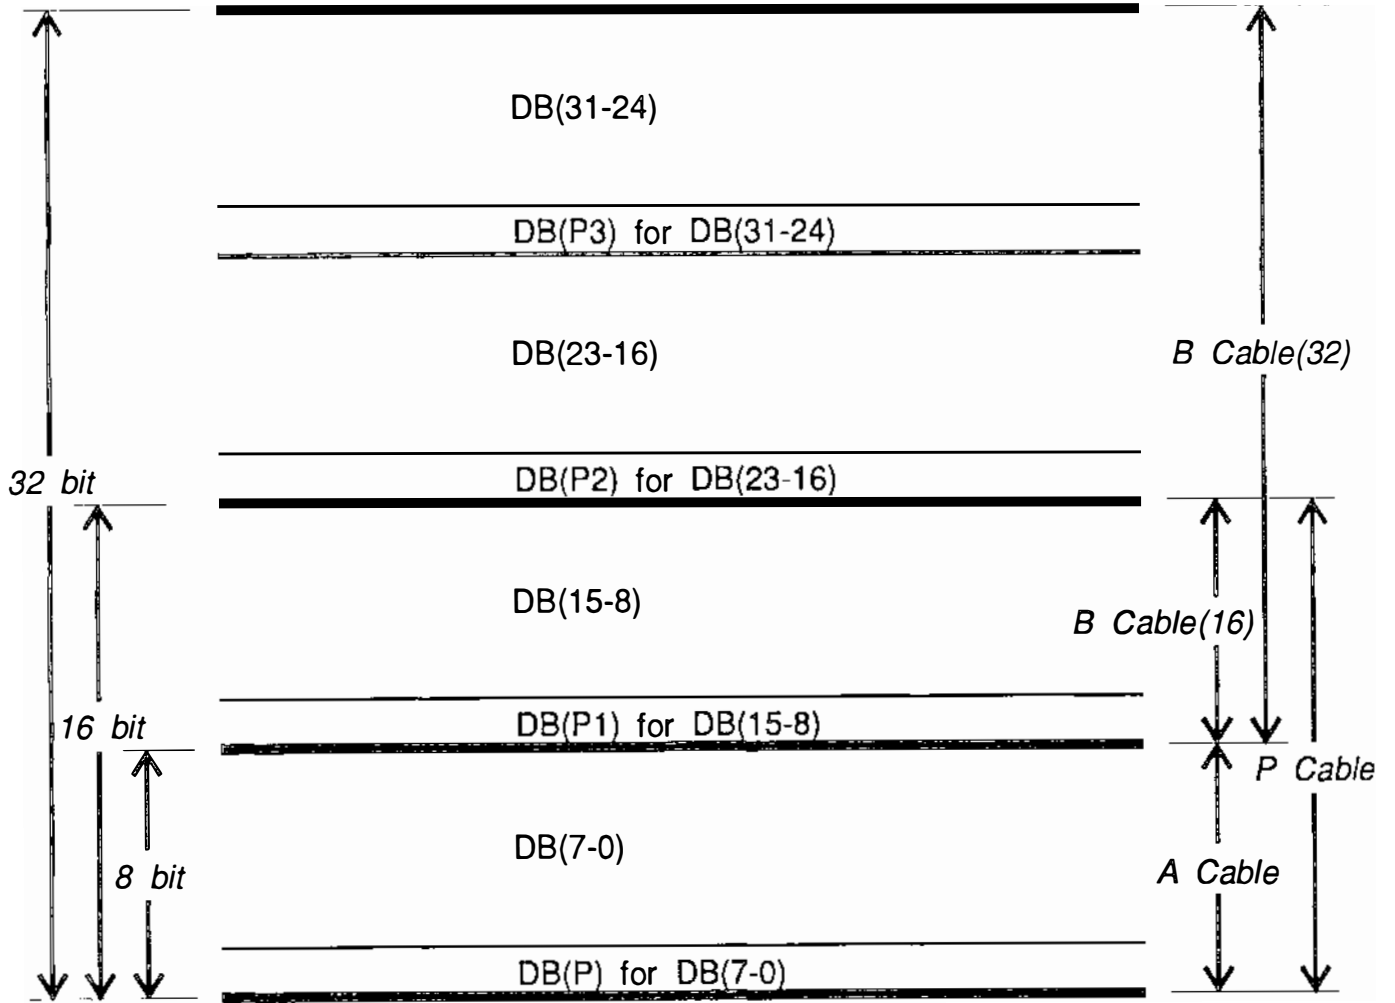 DB(31-24)
DB(P3) for DB(31-24)
DB(23-16)
B Cable(32)
32 bit
DB(P2) for DB(23-16)
DB(15-8)
B Cable(16)
16 bit
DB(P1) for DB(15-8)
P Cable
DB(7-0)
8 bit
A Cable
DB(P) for DB(7-0)